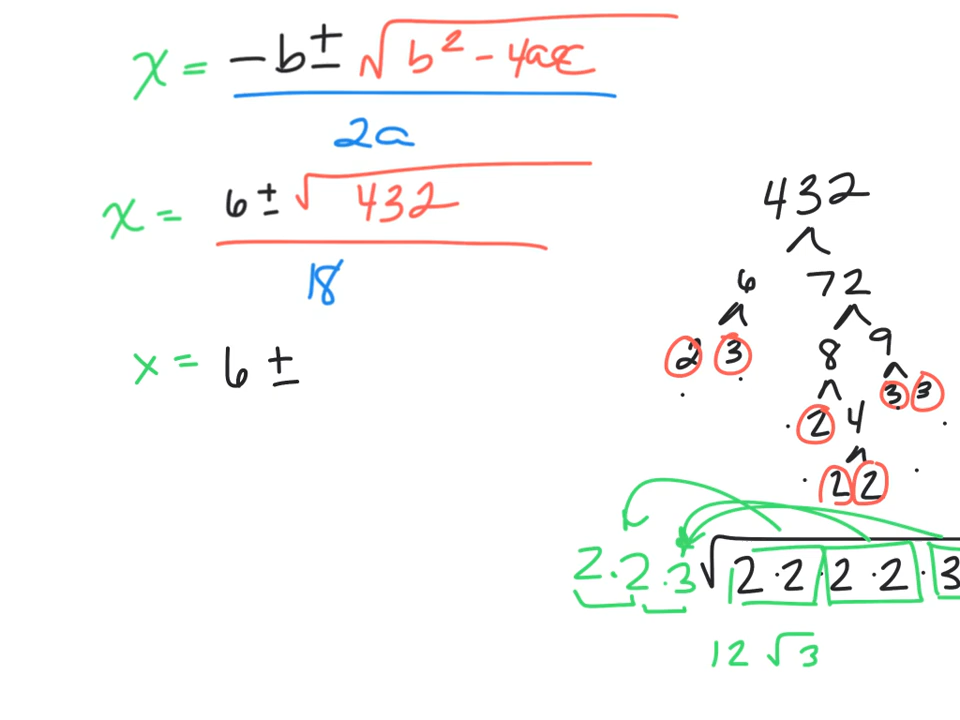 x = -b ± √b² - 4ac
2a
x = 6 ± √432
18
x = 6 ±
432
6 72
2 3 8 9
2 4 3 3
2 2
2 · 2 · 3 √2 · 2 · 2 · 2 · 3
12 √3